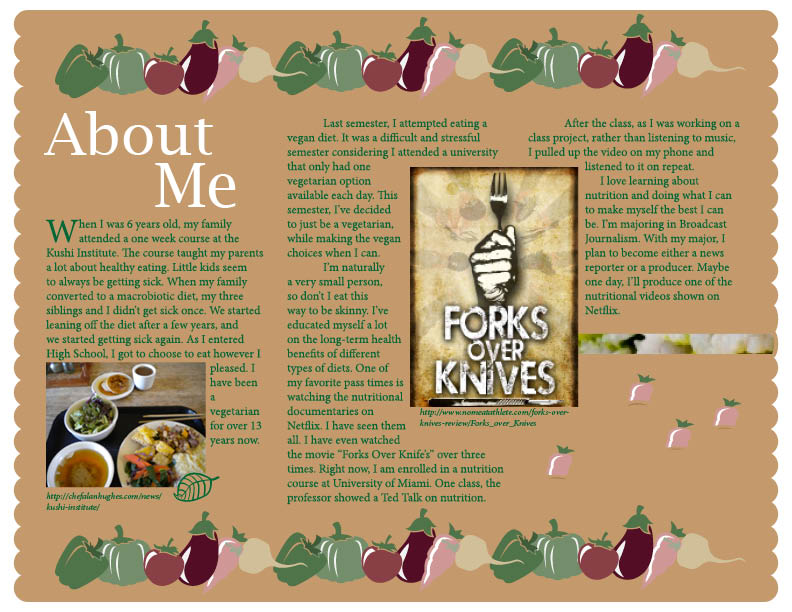 About
Me
When I was 6 years old, my family
attended a one week course at the
Kushi Institute. The course taught my parents
a lot about healthy eating. Little kids seem
to always be getting sick. When my family
converted to a macrobiotic diet, my three
siblings and I didn't get sick once. We started
leaning off the diet after a few years, and
we started getting sick again. As I entered
High School, I got to choose to eat however I
pleased. I
have been
a
vegetarian
for over 13
years now.
http://chefalanhughes.com/news/
kushi-institute/
Last semester, I attempted eating a
vegan diet. It was a difficult and stressful
semester considering I attended a university
that only had one
vegetarian option
available each day. This
semester, I've decided
to just be a vegetarian,
while making the vegan
choices when I can.
I'm naturally
a very small person,
so don't I eat this
way to be skinny. I've
educated myself a lot
on the long-term health
benefits of different
types of diets. One of
my favorite pass times is
watching the nutritional
documentaries on
Netflix. I have seen them
all. I have even watched
the movie "Forks Over Knife's" over three
times. Right now, I am enrolled in a nutrition
course at University of Miami. One class, the
professor showed a Ted Talk on nutrition.
FORKS
OVER
KNIVES
http://www.nomeatathlete.com/forks-over-
knives-review/Forks_over_Knives
After the class, as I was working on a
class project, rather than listening to music,
I pulled up the video on my phone and
listened to it on repeat.
I love learning about
nutrition and doing what I can
to make myself the best I can
be. I'm majoring in Broadcast
Journalism. With my major, I
plan to become either a news
reporter or a producer. Maybe
one day, I'll produce one of the
nutritional videos shown on
Netflix.